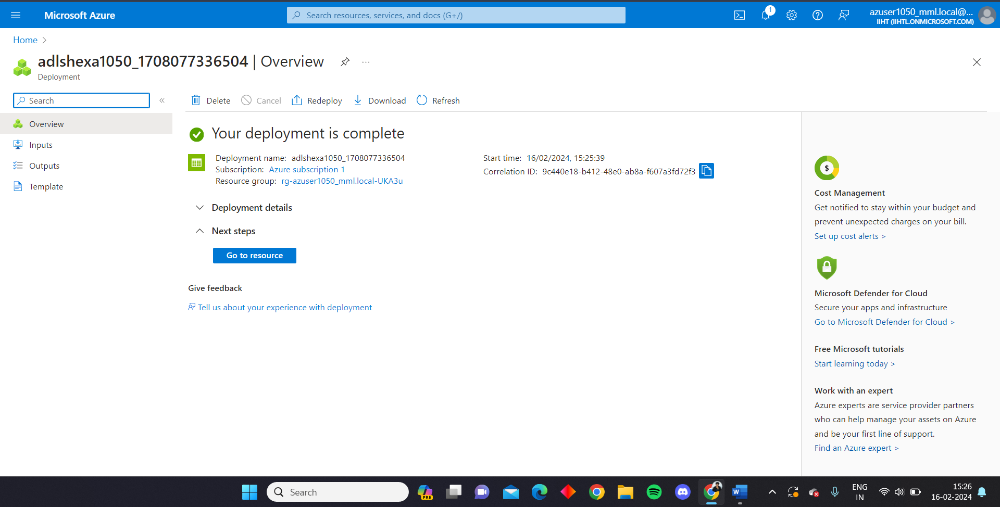 Microsoft Azure
Search resources, services, and docs (G+/)
1
azuser1050_mml.local@...
IIHT (IIHTL.ONMICROSOFT.COM)
Home
adlshexa1050_1708077336504 | Overview
...
Deployment
Search
«
Delete
Cancel
Redeploy
Download
Refresh
Overview
Inputs
Outputs
Template
Your deployment is complete
Deployment name: adlshexa1050_1708077336504
Subscription: Azure subscription 1
Resource group: rg-azuser1050_mml.local-UKA3u
Start time: 16/02/2024, 15:25:39
Correlation ID: 9c440e18-b412-48e0-ab8a-f607a3fd72f3
Deployment details
Next steps
Go to resource
Give feedback
Tell us about your experience with deployment
$
Cost Management
Get notified to stay within your budget and
prevent unexpected charges on your bill.
Set up cost alerts >
Microsoft Defender for Cloud
Secure your apps and infrastructure
Go to Microsoft Defender for Cloud >
Free Microsoft tutorials
Start learning today >
Work with an expert
Azure experts are service provider partners
who can help manage your assets on Azure
and be your first line of support.
Find an Azure expert >
Search
PRE
W
ENG
IN
15:26
16-02-2024